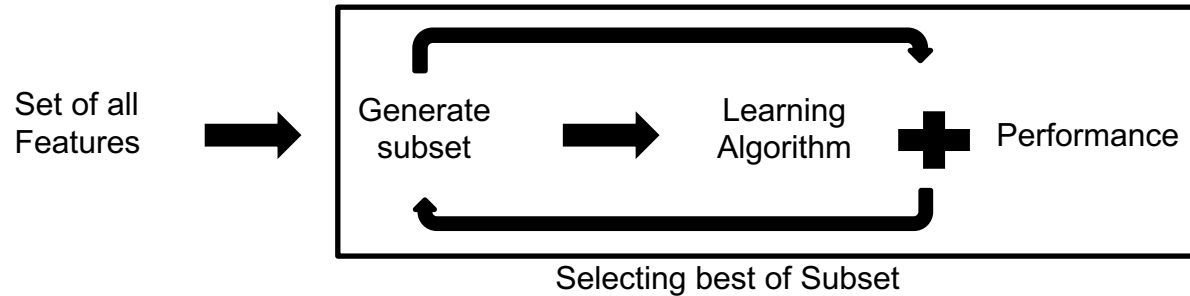 Set of all
Features
Generate
subset
Learning
Algorithm
Performance
Selecting best of Subset